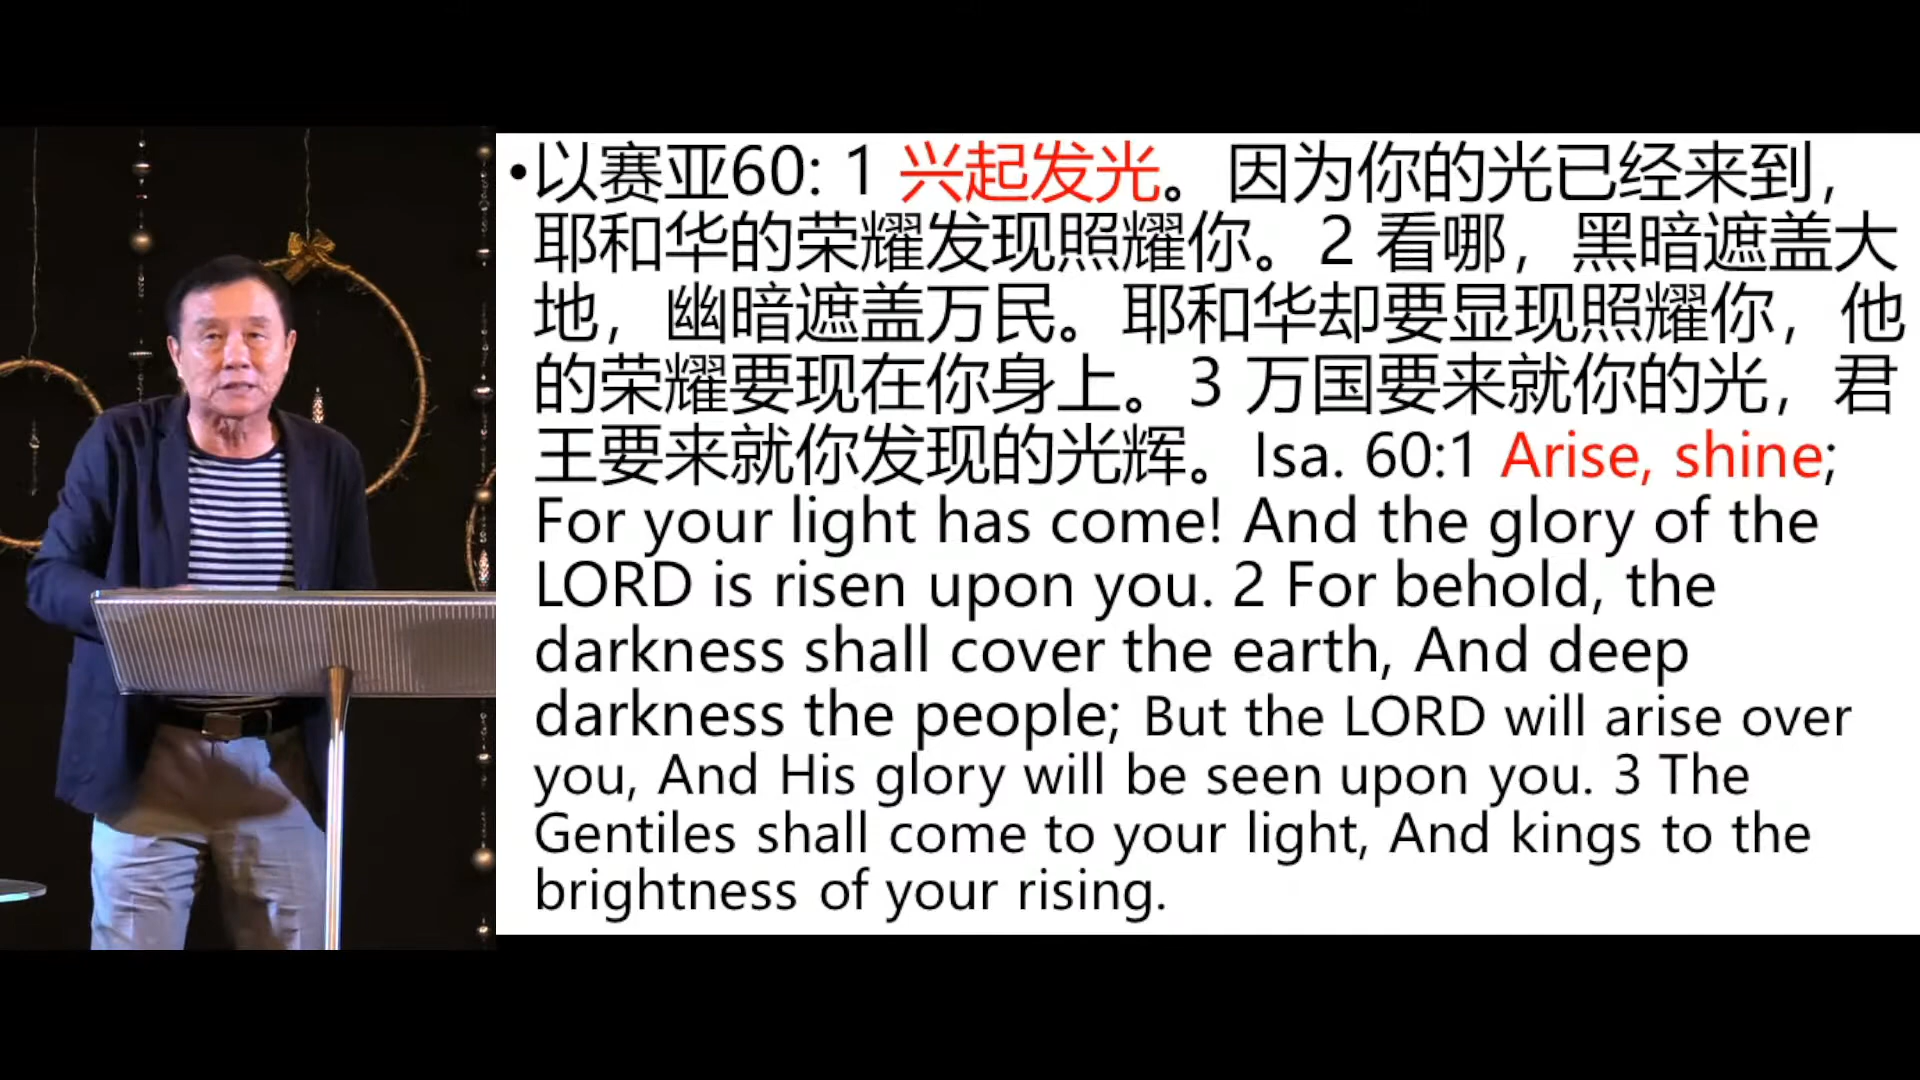 •以赛亚60: 1 兴起发光。因为你的光已经来到，
耶和华的荣耀发现照耀你。2 看哪，黑暗遮盖大
地，幽暗遮盖万民。耶和华却要显现照耀你，他
的荣耀要现在你身上。3 万国要来就你的光，君
王要来就你发现的光辉。Isa. 60:1 Arise, shine;
For your light has come! And the glory of the
LORD is risen upon you. 2 For behold, the
darkness shall cover the earth, And deep
darkness the people; But the LORD will arise over
you, And His glory will be seen upon you. 3 The
Gentiles shall come to your light, And kings to the
brightness of your rising.